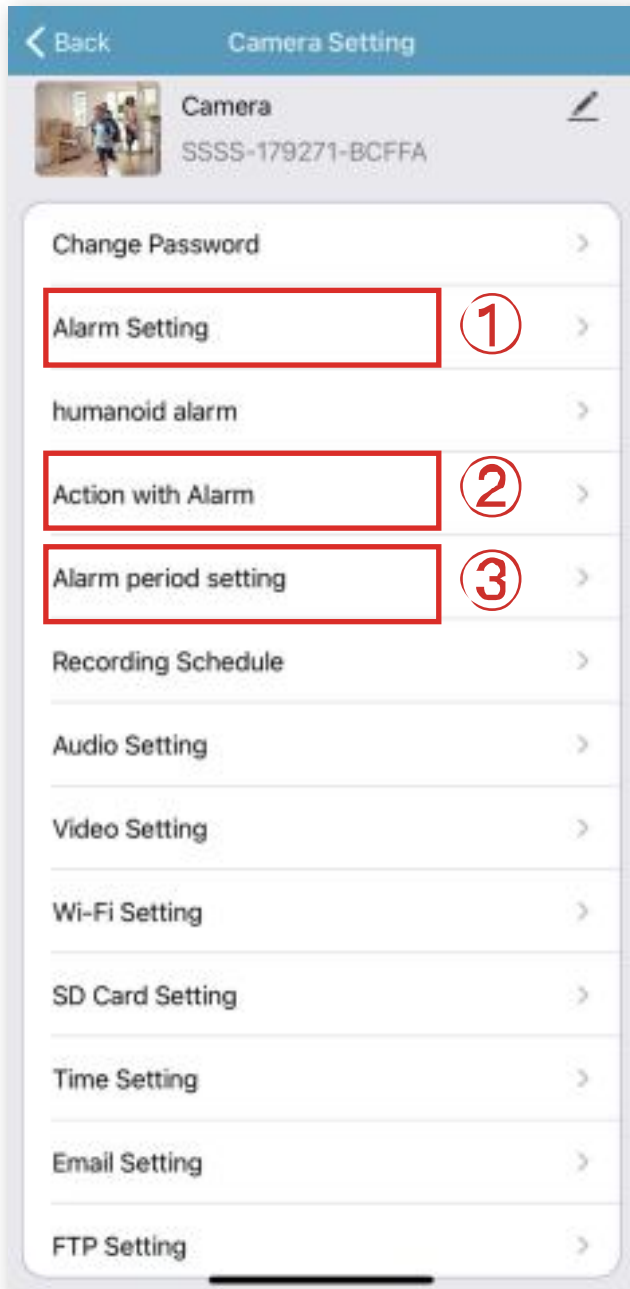 Back
Camera Setting
Camera
SSSS-179271-BCFFA
Change Password
Alarm Setting ①
humanoid alarm
Action with Alarm ②
Alarm period setting ③
Recording Schedule
Audio Setting
Video Setting
Wi-Fi Setting
SD Card Setting
Time Setting
Email Setting
FTP Setting